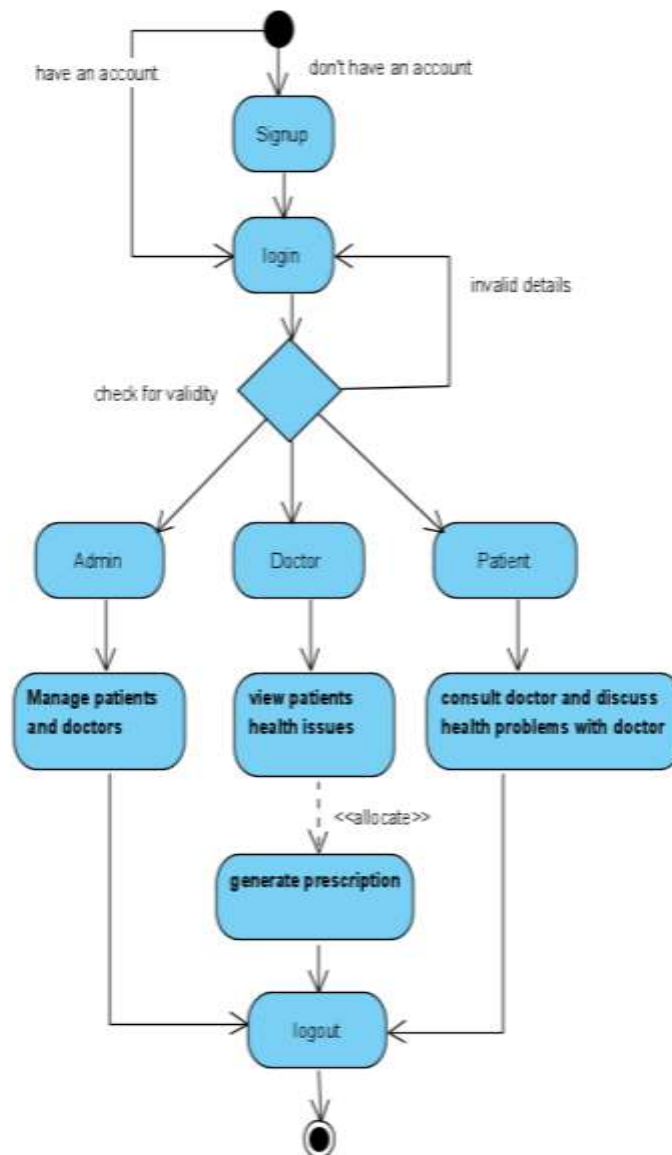 have an account
don't have an account
Signup
login
invalid details
check for validity
Admin
Doctor
Patient
Manage patients
and doctors
view patients
health issues
consult doctor and discuss
health problems with doctor
<<allocate>>
generate prescription
logout